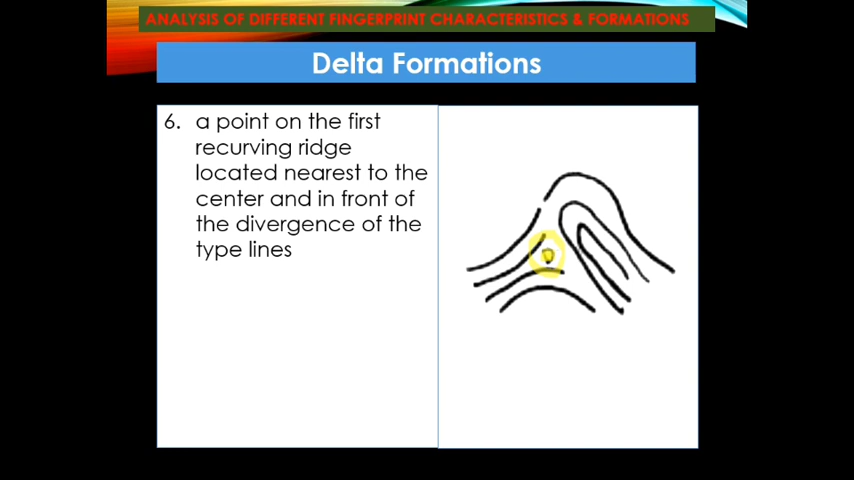 ANALYSIS OF DIFFERENT FINGERPRINT CHARACTERISTICS & FORMATIONS
Delta Formations
6. a point on the first
recurving ridge
located nearest to the
center and in front of
the divergence of the
type lines